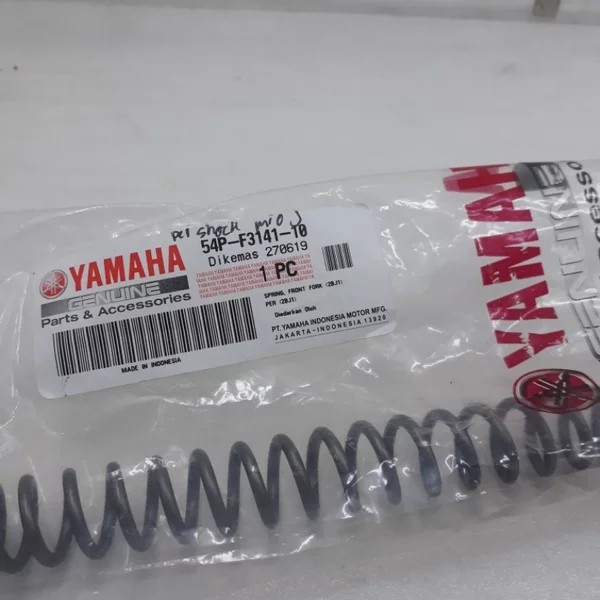 per shock mio J
54P-F3141-10
Dikemas 270619
YAMAHA
GENUINE
Parts & Accessories
1 PC
SPRING, FRONT FORK (2BJ1)
PER (2BJ1)
Diedarkan Oleh
PT.YAMAHA INDONESIA MOTOR MFG.
JAKARTA-INDONESIA 13920
MADE IN INDONESIA
YAMAHA
GENUINE